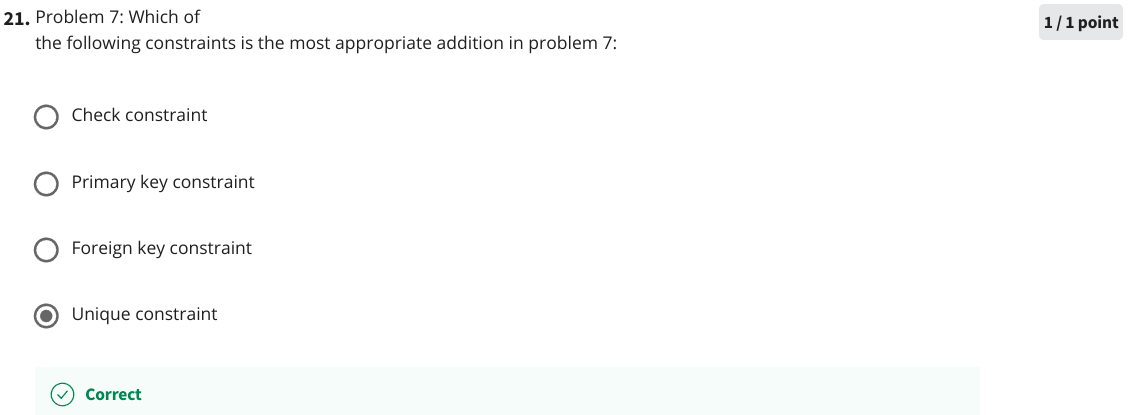 21. Problem 7: Which of
1 / 1 point
the following constraints is the most appropriate addition in problem 7:
Check constraint
Primary key constraint
Foreign key constraint
Unique constraint
Correct